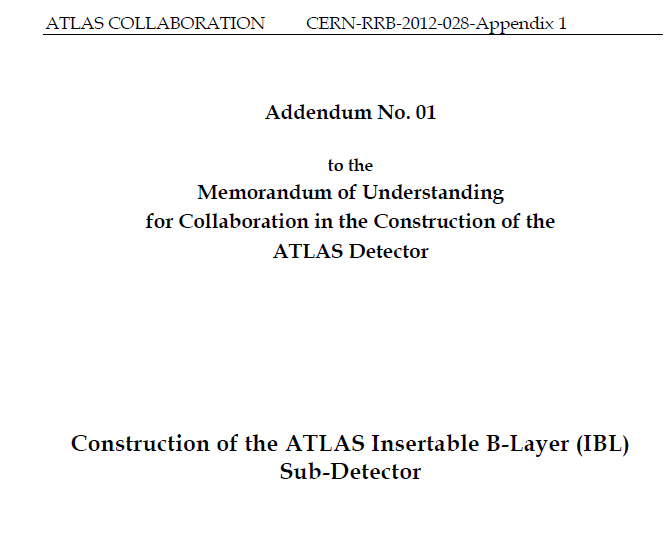 ATLAS COLLABORATION CERN-RRB-2012-028-Appendix 1
Addendum No. 01
to the
Memorandum of Understanding
for Collaboration in the Construction of the
ATLAS Detector
Construction of the ATLAS Insertable B-Layer (IBL)
Sub-Detector